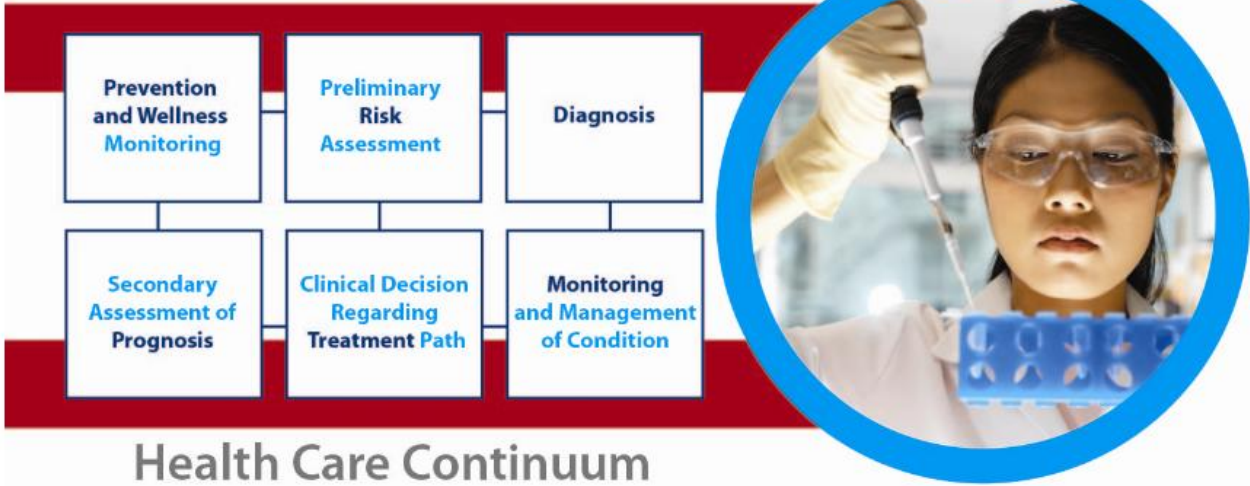 Prevention
and Wellness
Monitoring
Preliminary
Risk
Assessment
Diagnosis
Secondary
Assessment of
Prognosis
Clinical Decision
Regarding
Treatment Path
Monitoring
and Management
of Condition
Health Care Continuum